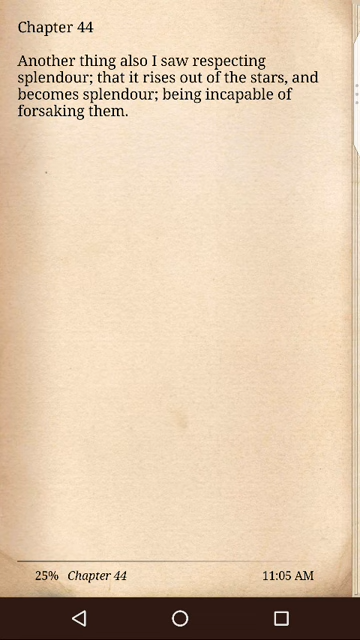 Chapter 44
Another thing also I saw respecting
splendour; that it rises out of the stars, and
becomes splendour; being incapable of
forsaking them.
25% Chapter 44 11:05 AM